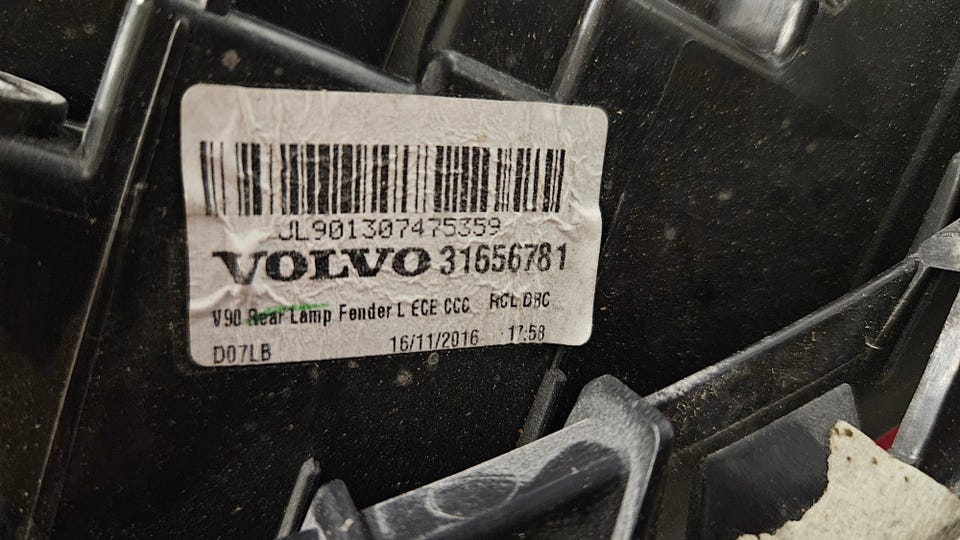 JL901307475359
VOLVO 31656781
V90 Rear Lamp Fender L ECE CCC RCL DBC
D07LB 16/11/2016 17:58